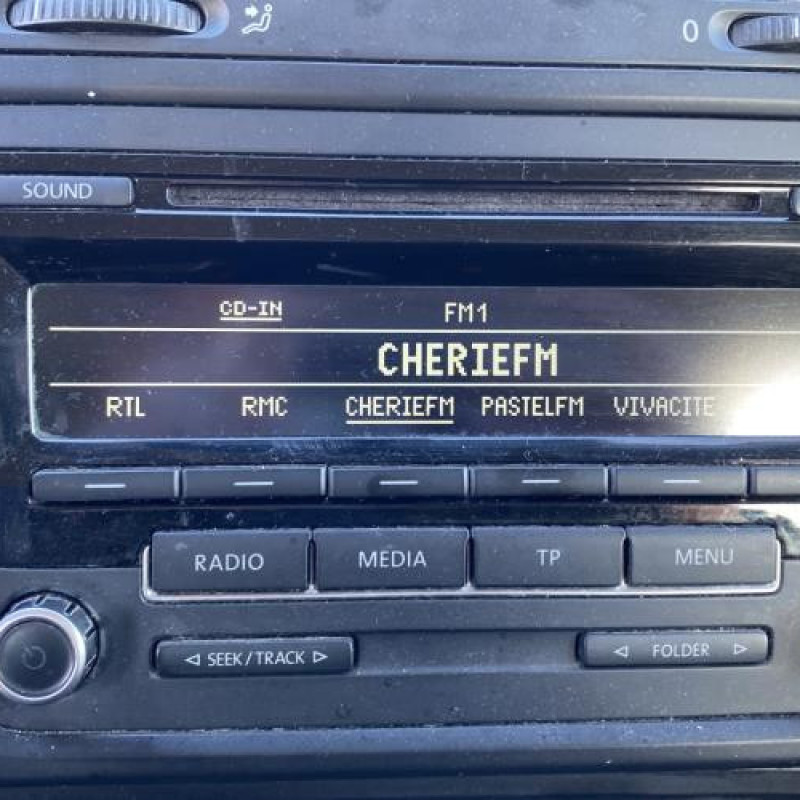 0
SOUND
CD-IN FM1
CHERIEFM
RTL RMC CHERIEFM PASTELFM VIVACITE
RADIO MEDIA TP MENU
SEEK/TRACK FOLDER